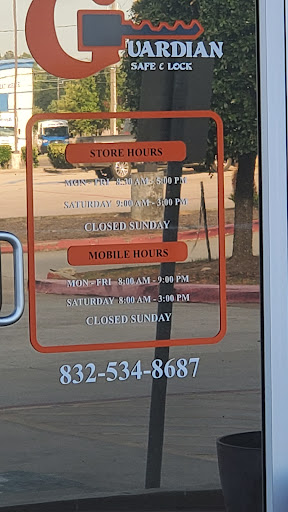 GUARDIAN
SAFE & LOCK
STORE HOURS
MON - FRI 8:30 AM - 5:00 PM
SATURDAY 9:00 AM - 3:00 PM
CLOSED SUNDAY
MOBILE HOURS
MON - FRI 8:00 AM - 9:00 PM
SATURDAY 8:00 AM - 3:00 PM
CLOSED SUNDAY
832-534-8687